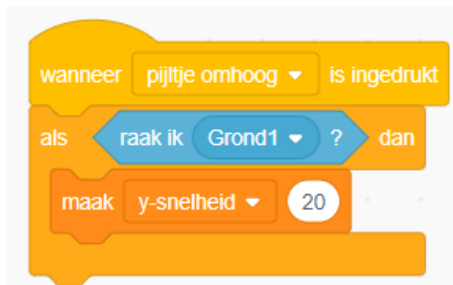 wanneer pijltje omhoog is ingedrukt
als raak ik Grond1 ? dan
maak y-snelheid 20